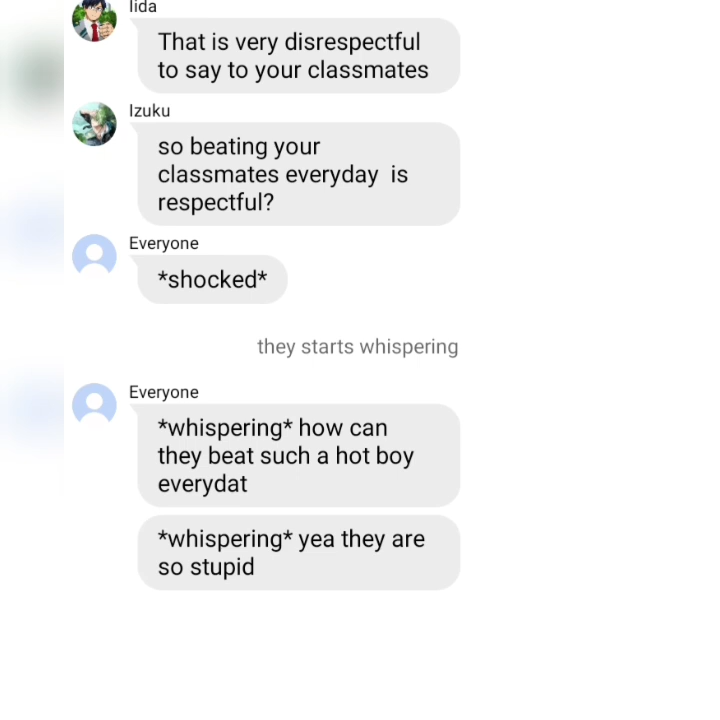 Iida
That is very disrespectful
to say to your classmates
Izuku
so beating your
classmates everyday  is
respectful?
Everyone
*shocked*
they starts whispering
Everyone
*whispering* how can
they beat such a hot boy
everydat
*whispering* yea they are
so stupid